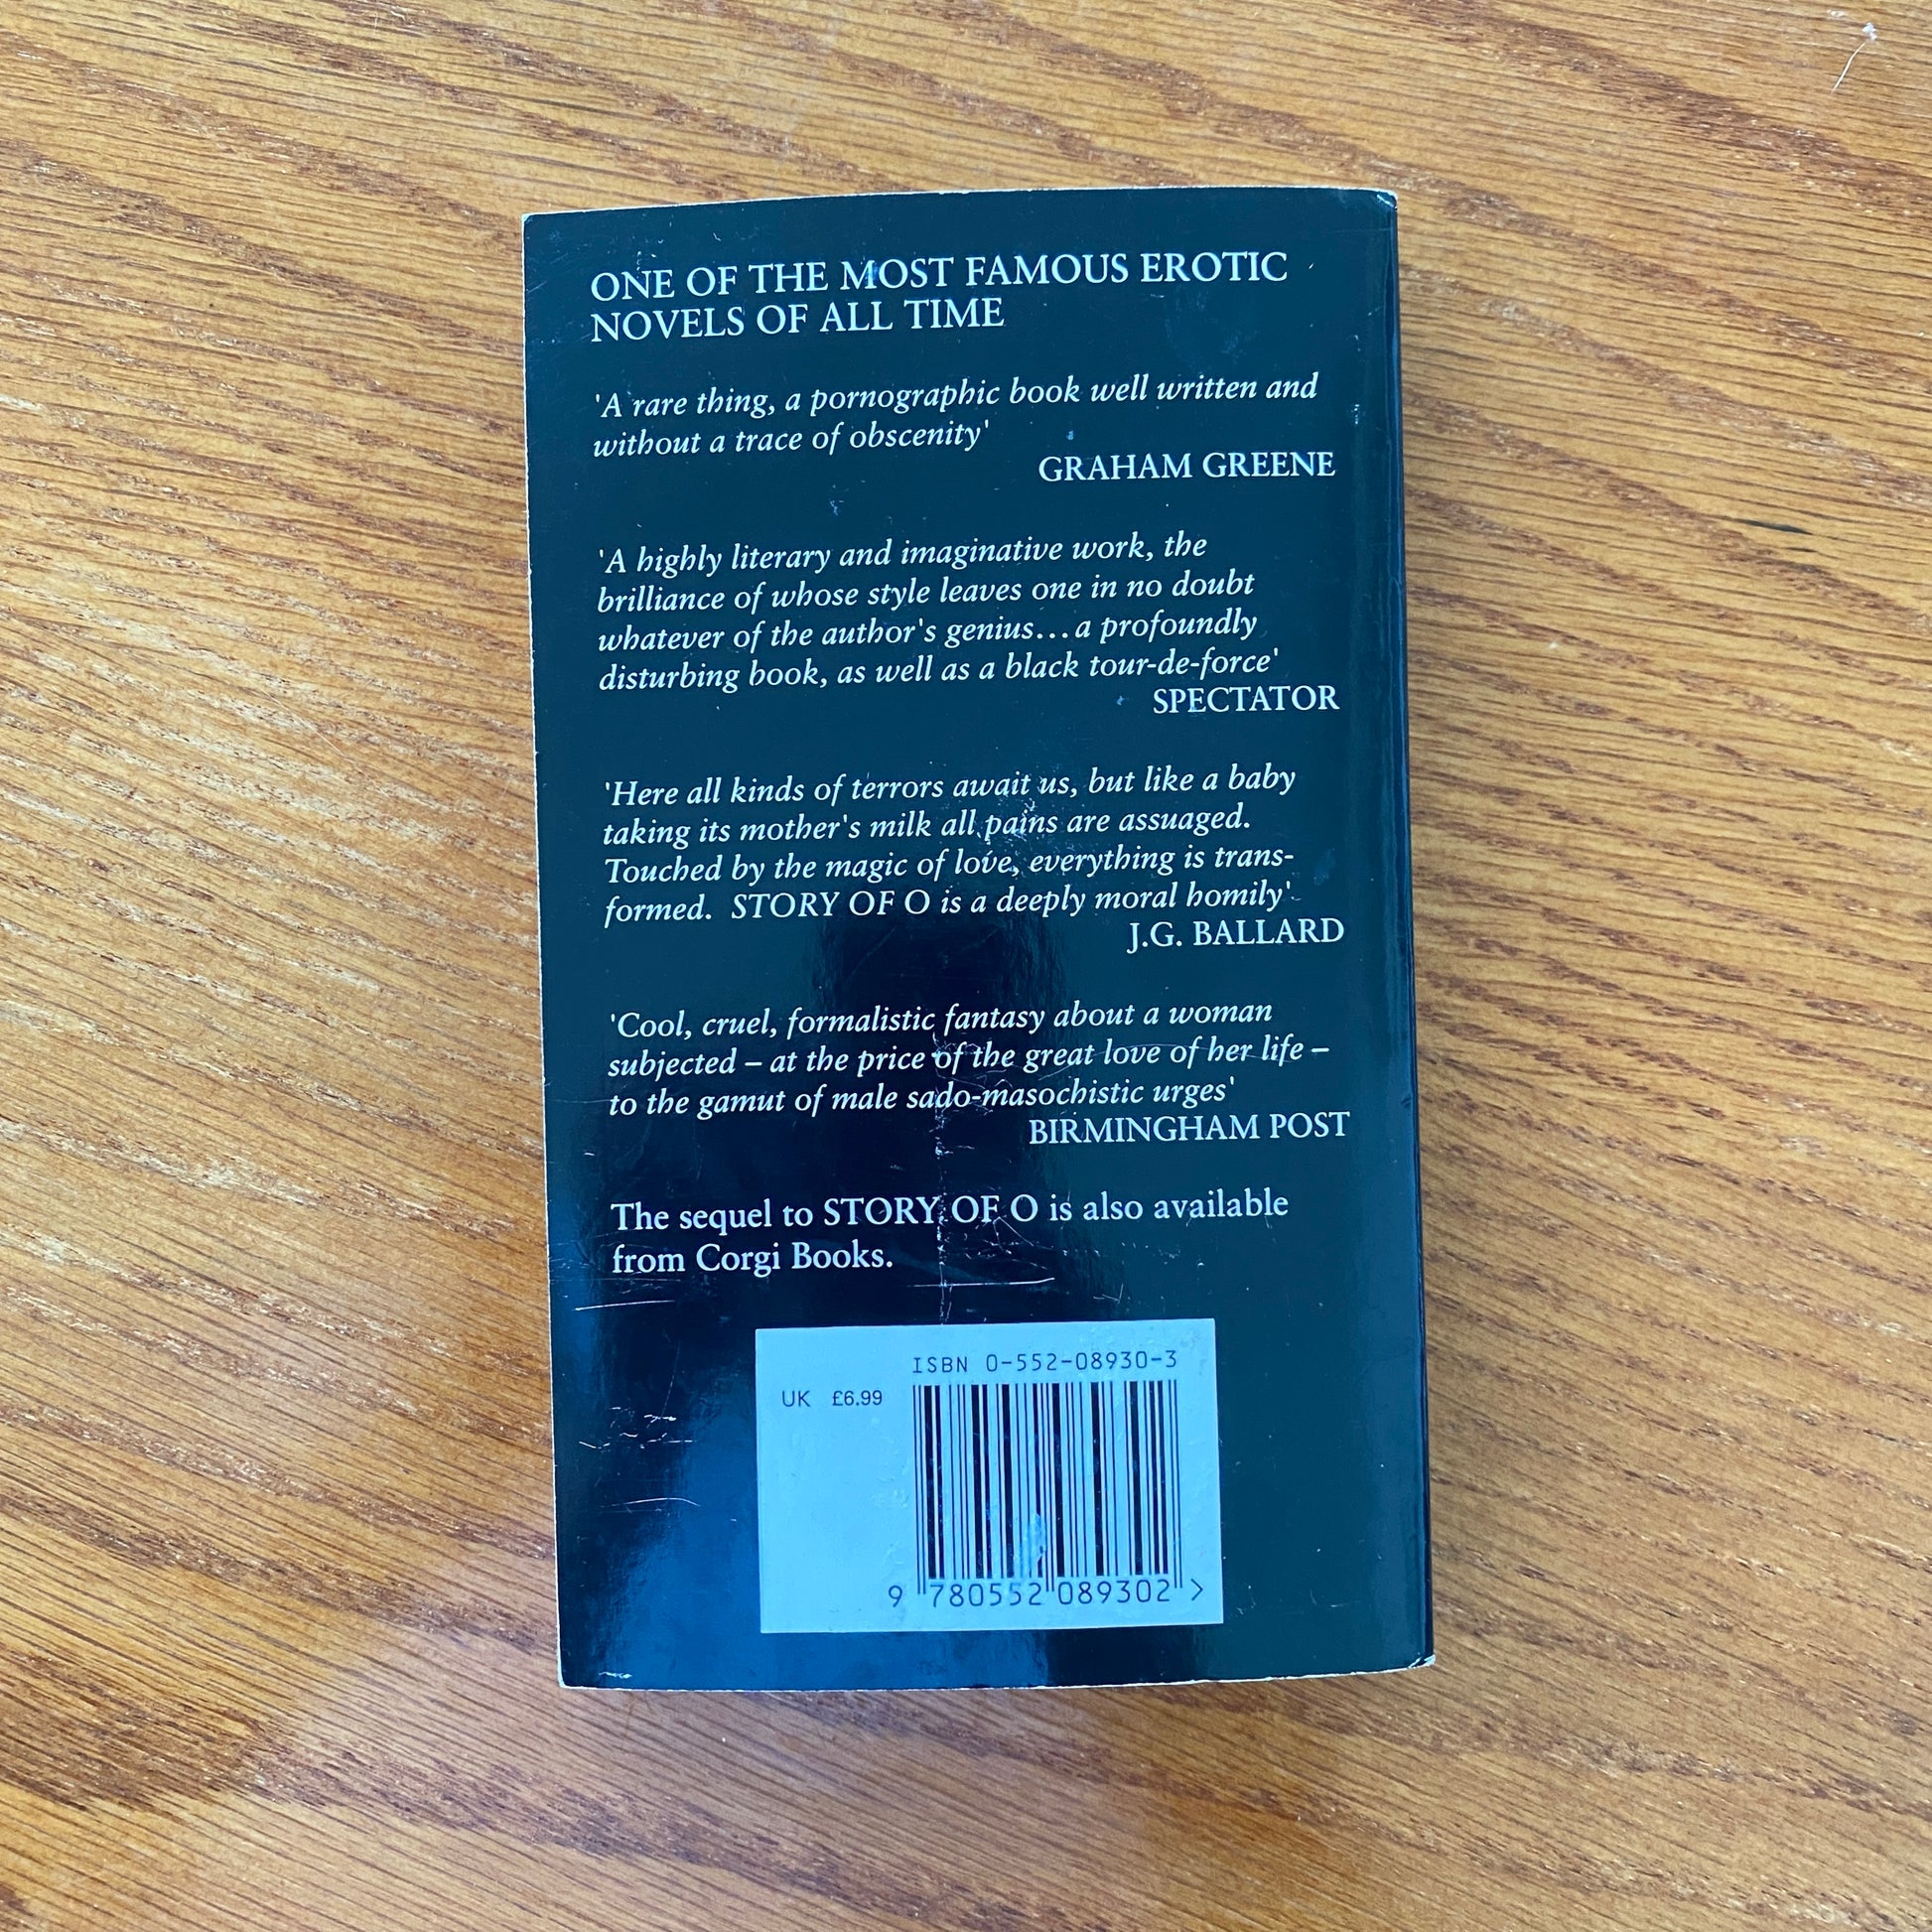 ONE OF THE MOST FAMOUS EROTIC
NOVELS OF ALL TIME
'A rare thing, a pornographic book well written and
without a trace of obscenity'
GRAHAM GREENE
'A highly literary and imaginative work, the
brilliance of whose style leaves one in no doubt
whatever of the author's genius...a profoundly
disturbing book, as well as a black tour-de-force'
SPECTATOR
'Here all kinds of terrors await us, but like a baby
taking its mother's milk all pains are assuaged.
Touched by the magic of love, everything is trans-
formed. STORY OF O is a deeply moral homily'
J.G. BALLARD
'Cool, cruel, formalistic fantasy about a woman
subjected – at the price of the great love of her life –
to the gamut of male sado-masochistic urges'
BIRMINGHAM POST
The sequel to STORY OF O is also available
from Corgi Books.
ISBN 0-552-08930-3
UK £6.99
9 780552 089302 >